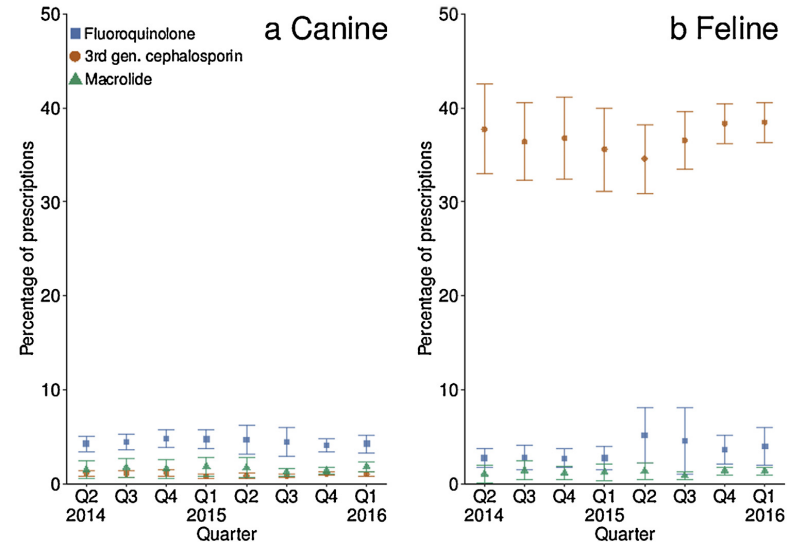 a Canine
Fluoroquinolone
3rd gen. cephalosporin
Macrolide
Percentage of prescriptions
50
40
30
20
10
0
Q2 Q3 Q4 Q1 Q2 Q3 Q4 Q1
2014 2015 2016
Quarter
b Feline
Percentage of prescriptions
50
40
30
20
10
0
Q2 Q3 Q4 Q1 Q2 Q3 Q4 Q1
2014 2015 2016
Quarter